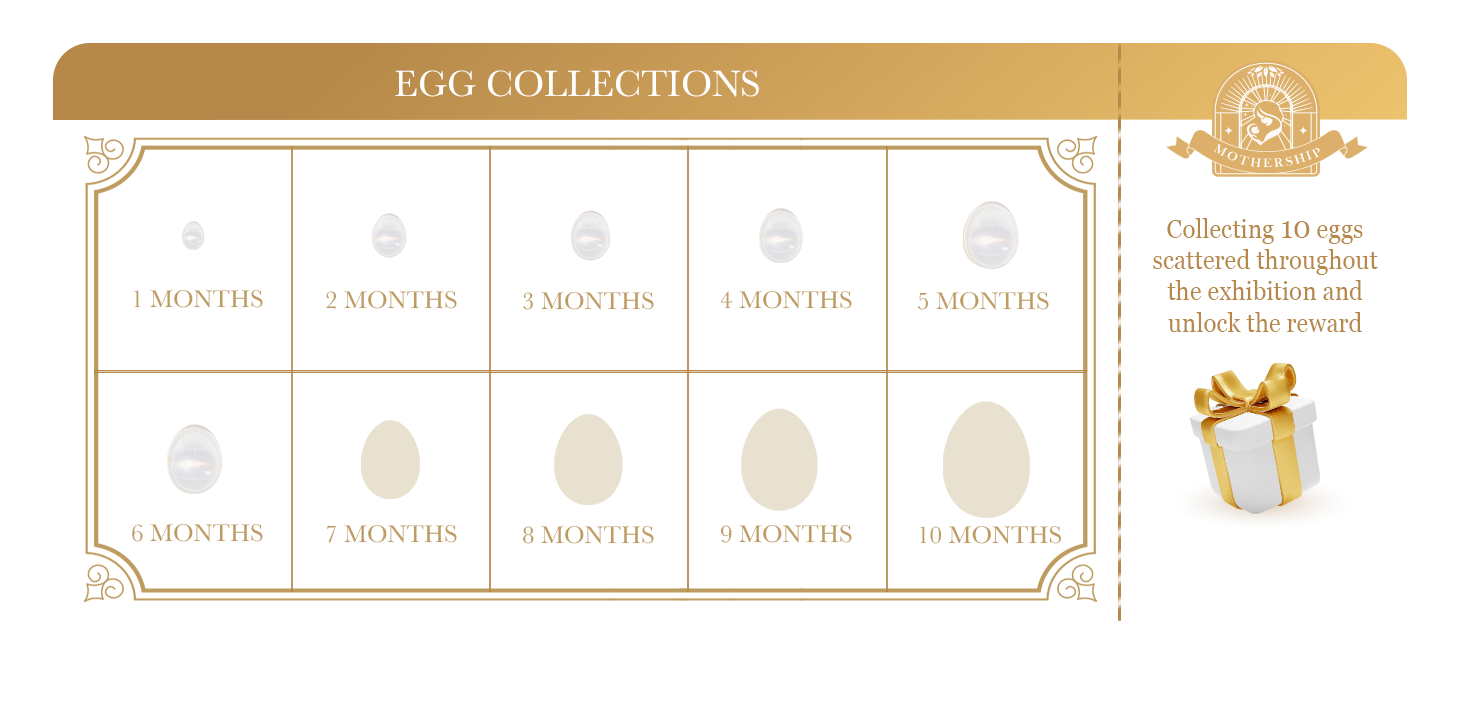 EGG COLLECTIONS
MOTHERSHIP
1 MONTHS
2 MONTHS
3 MONTHS
4 MONTHS
5 MONTHS
6 MONTHS
7 MONTHS
8 MONTHS
9 MONTHS
10 MONTHS
Collecting 10 eggs
scattered throughout
the exhibition and
unlock the reward